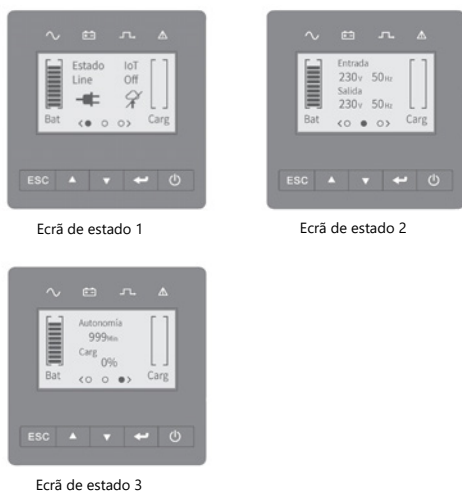 Estado IoT
Line Off
Bat Carg
ESC
Ecrã de estado 1
Entrada
230v 50Hz
Salida
230v 50Hz
Bat Carg
ESC
Ecrã de estado 2
Autonomía
999Min
Carg
0%
Bat Carg
ESC
Ecrã de estado 3